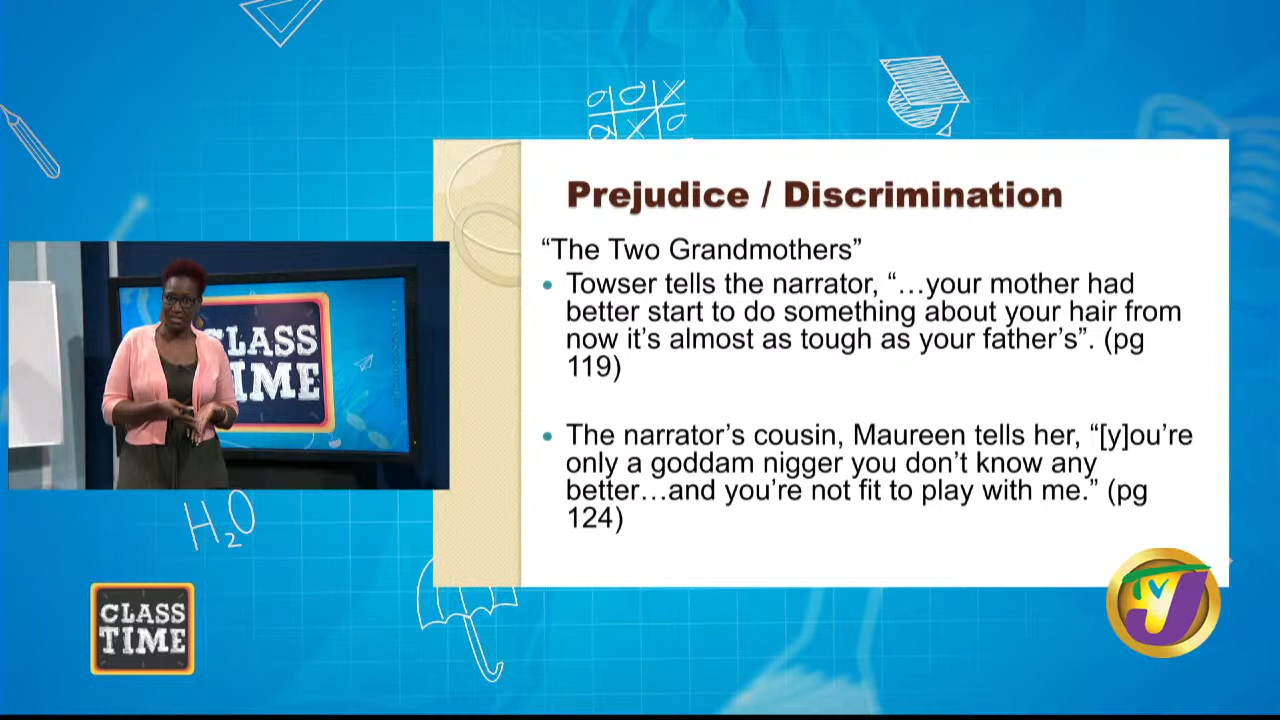 Prejudice / Discrimination
“The Two Grandmothers”
• Towser tells the narrator, “…your mother had
better start to do something about your hair from
now it’s almost as tough as your father’s”. (pg
119)
• The narrator’s cousin, Maureen tells her, “[y]ou’re
only a goddam nigger you don’t know any
better…and you’re not fit to play with me.” (pg
124)
CLASS
TIME
H₂O
CLASS
TIME
TVJ